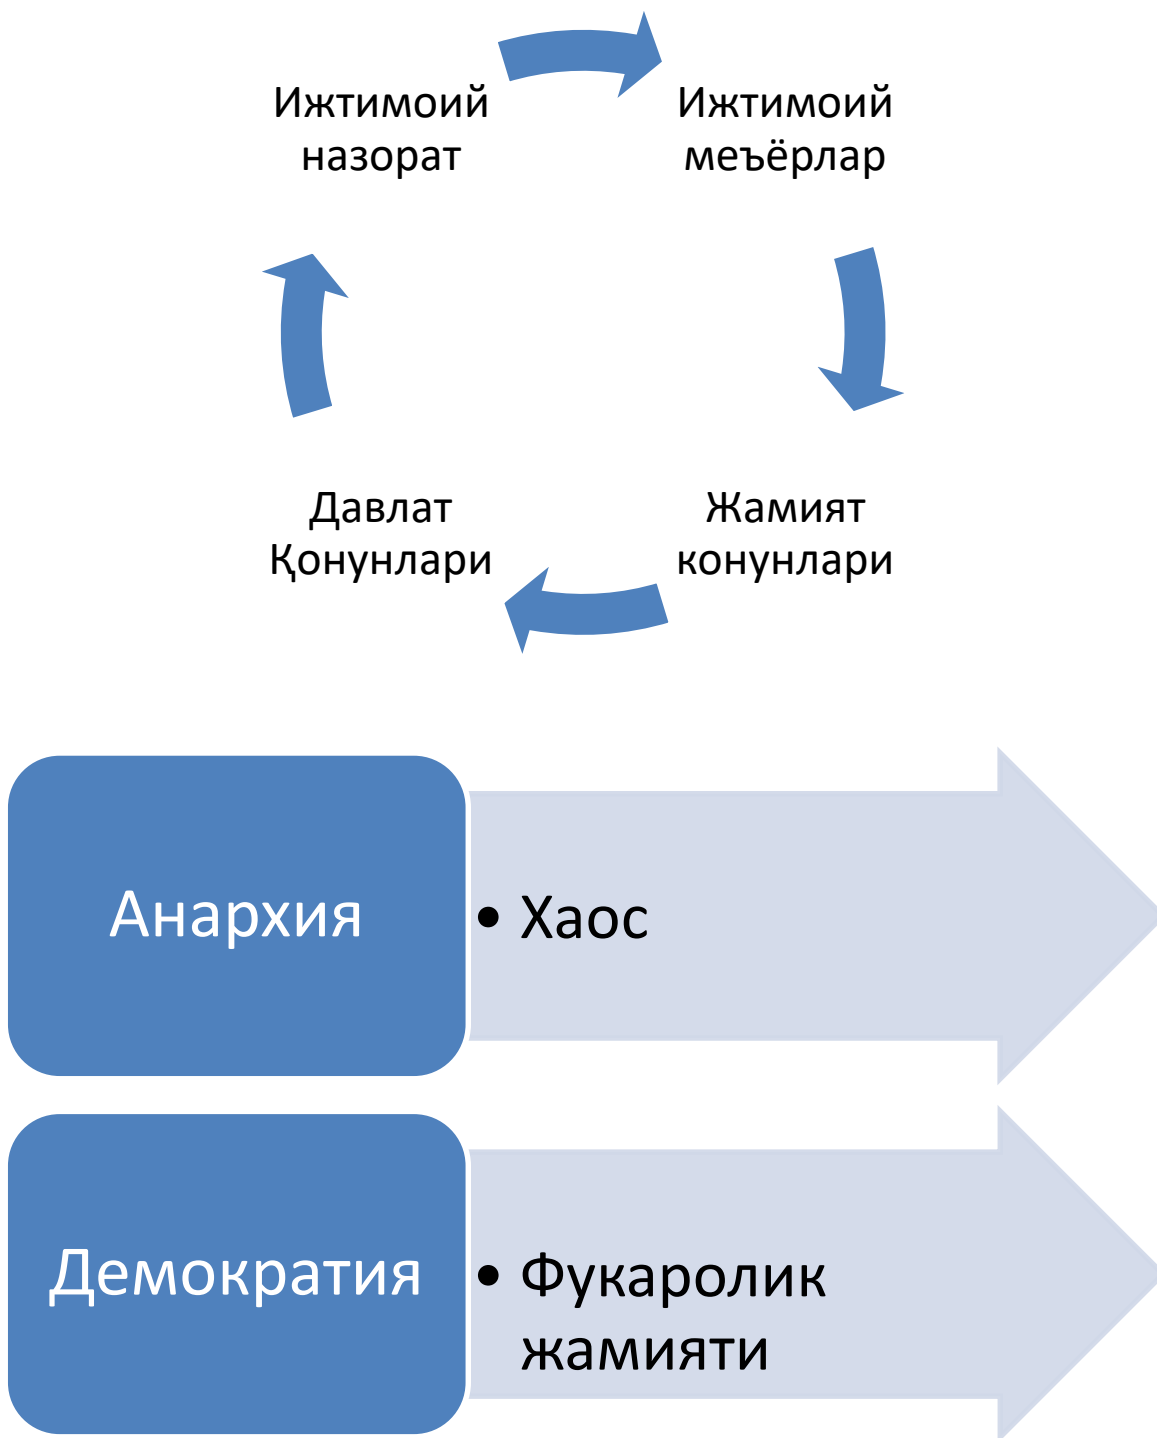 Ижтимоий
назорат
Ижтимоий
меъёрлар
Давлат
Қонунлари
Жамият
конунлари
Анархия
• Хаос
Демократия
• Фукаролик
жамияти